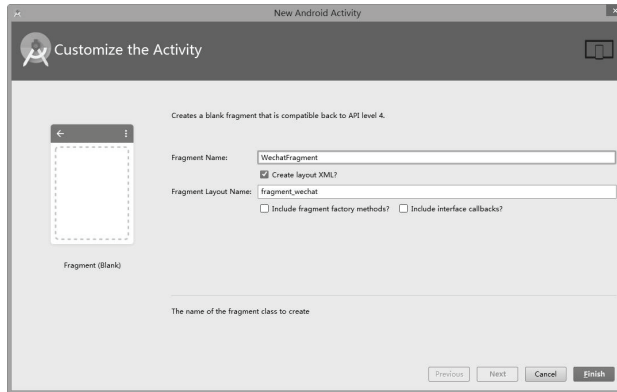 New Android Activity
Customize the Activity
Creates a blank fragment that is compatible back to API level 4.
Fragment Name: WechatFragment
Create layout XML?
Fragment Layout Name: fragment_wechat
Include fragment factory methods? Include interface callbacks?
Fragment (Blank)
The name of the fragment class to create
Previous Next Cancel Finish